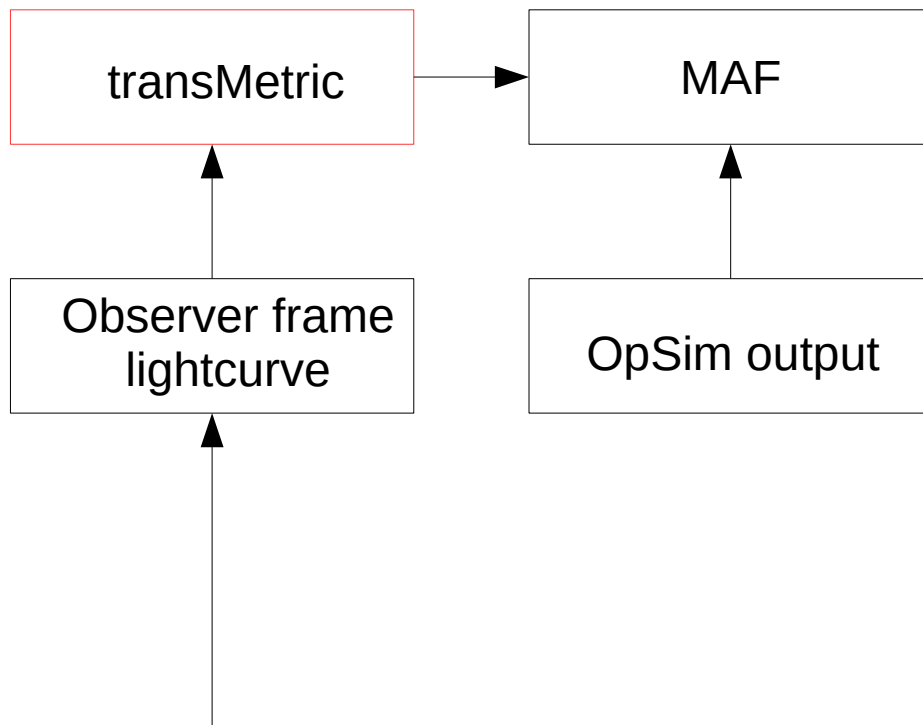 transMetric
MAF
Observer frame
lightcurve
OpSim output